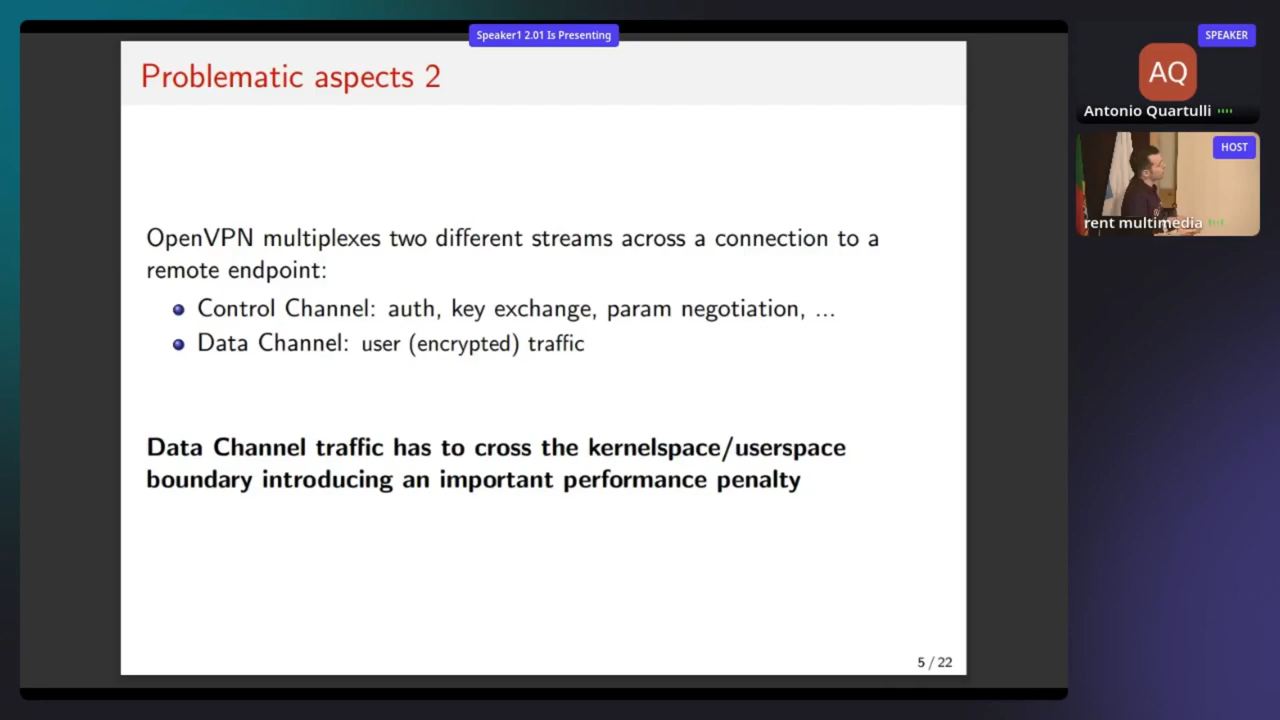 Speaker1 2.01 Is Presenting
Problematic aspects 2
OpenVPN multiplexes two different streams across a connection to a
remote endpoint:
Control Channel: auth, key exchange, param negotiation, ...
Data Channel: user (encrypted) traffic
Data Channel traffic has to cross the kernelspace/userspace
boundary introducing an important performance penalty
5 / 22
SPEAKER
AQ
Antonio Quartulli
HOST
rent multimedia